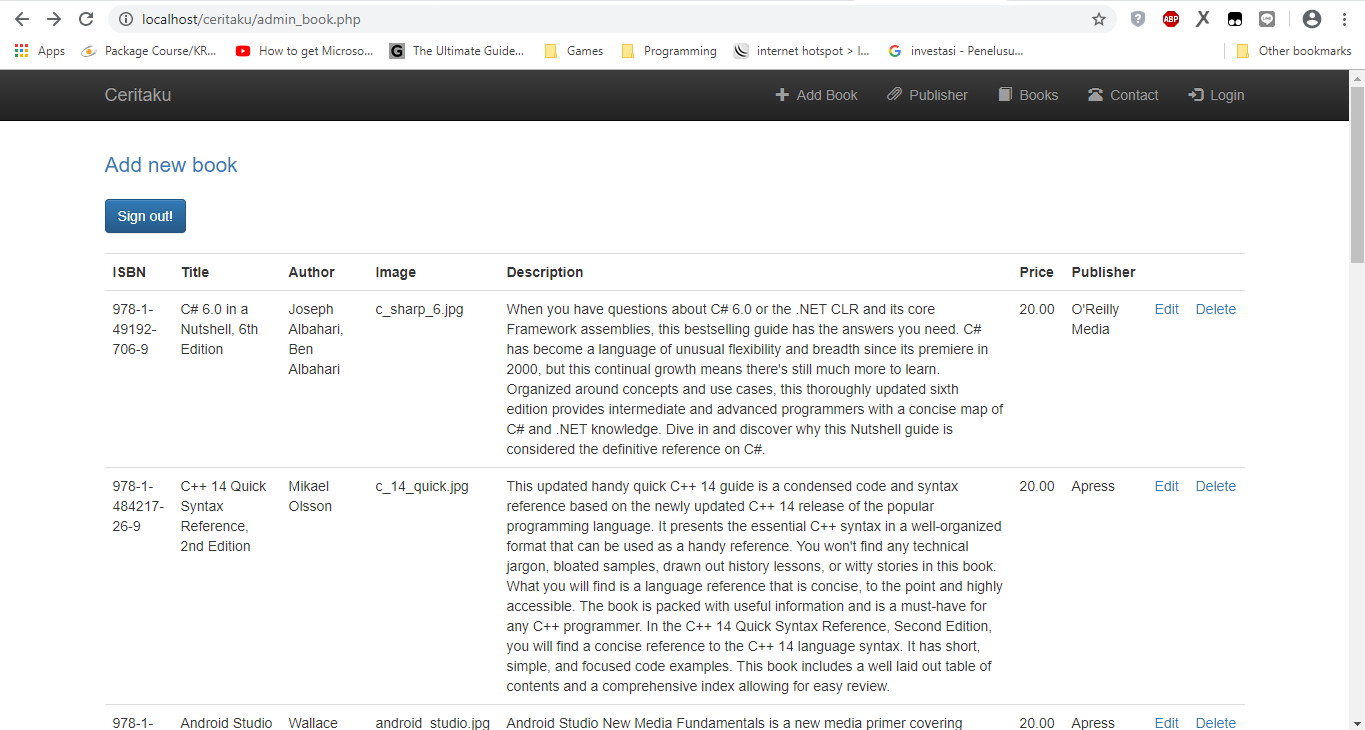 localhost/ceritaku/admin_book.php
ABP
Apps Package Course/KR... How to get Microso... G The Ultimate Guide... Games Programming internet hotspot > I... investasi - Penelusu... Other bookmarks
Ceritaku Add Book Publisher Books Contact Login
Add new book
Sign out!
ISBN Title Author Image Description Price Publisher
978-1-
49192-
706-9
C# 6.0 in a
Nutshell, 6th
Edition
Joseph
Albahari,
Ben
Albahari
c_sharp_6.jpg
When you have questions about C# 6.0 or the .NET CLR and its core
Framework assemblies, this bestselling guide has the answers you need. C#
has become a language of unusual flexibility and breadth since its premiere in
2000, but this continual growth means there's still much more to learn.
Organized around concepts and use cases, this thoroughly updated sixth
edition provides intermediate and advanced programmers with a concise map of
C# and .NET knowledge. Dive in and discover why this Nutshell guide is
considered the definitive reference on C#.
20.00
O'Reilly
Media
Edit Delete
978-1-
484217-
26-9
C++ 14 Quick
Syntax
Reference,
2nd Edition
Mikael
Olsson
c_14_quick.jpg
This updated handy quick C++ 14 guide is a condensed code and syntax
reference based on the newly updated C++ 14 release of the popular
programming language. It presents the essential C++ syntax in a well-organized
format that can be used as a handy reference. You won't find any technical
jargon, bloated samples, drawn out history lessons, or witty stories in this book.
What you will find is a language reference that is concise, to the point and highly
accessible. The book is packed with useful information and is a must-have for
any C++ programmer. In the C++ 14 Quick Syntax Reference, Second Edition,
you will find a concise reference to the C++ 14 language syntax. It has short,
simple, and focused code examples. This book includes a well laid out table of
contents and a comprehensive index allowing for easy review.
20.00
Apress
Edit Delete
978-1-
Android Studio
Wallace
android_studio.jpg
Android Studio New Media Fundamentals is a new media primer covering
20.00
Apress
Edit Delete